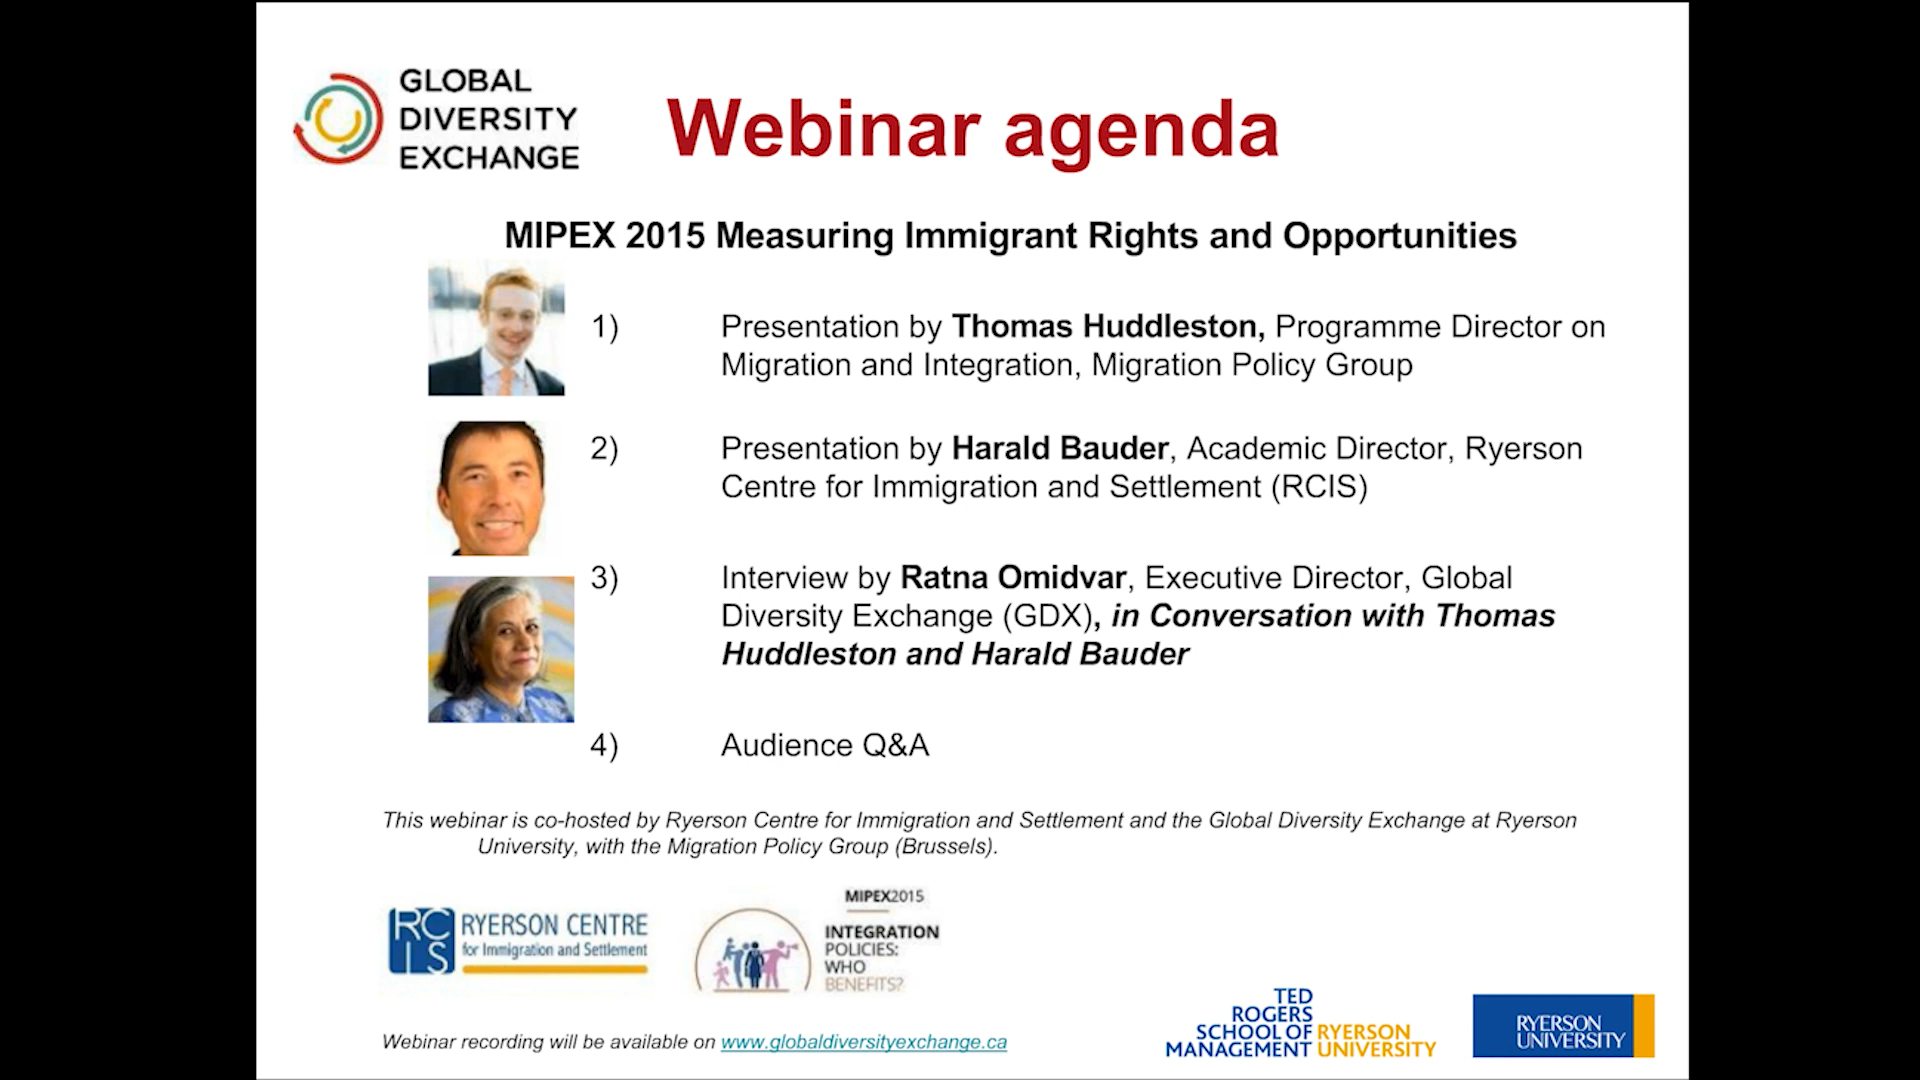 GLOBAL
DIVERSITY
EXCHANGE
Webinar agenda
MIPEX 2015 Measuring Immigrant Rights and Opportunities
1) Presentation by Thomas Huddleston, Programme Director on
Migration and Integration, Migration Policy Group
2) Presentation by Harald Bauder, Academic Director, Ryerson
Centre for Immigration and Settlement (RCIS)
3) Interview by Ratna Omidvar, Executive Director, Global
Diversity Exchange (GDX), in Conversation with Thomas
Huddleston and Harald Bauder
4) Audience Q&A
This webinar is co-hosted by Ryerson Centre for Immigration and Settlement and the Global Diversity Exchange at Ryerson
University, with the Migration Policy Group (Brussels).
RC
IS
RYERSON CENTRE
for Immigration and Settlement
MIPEX2015
INTEGRATION
POLICIES:
WHO
BENEFITS?
Webinar recording will be available on www.globaldiversityexchange.ca
TED
ROGERS
SCHOOL OF RYERSON
MANAGEMENT UNIVERSITY
RYERSON
UNIVERSITY